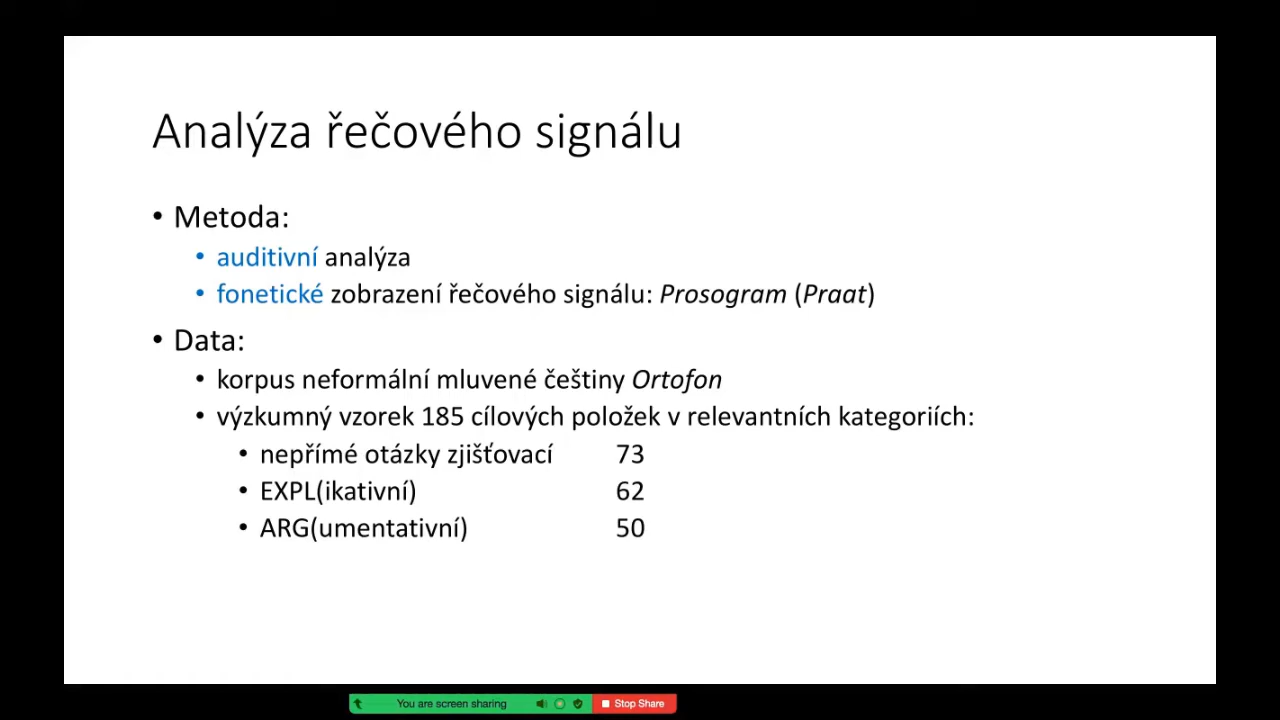 Analýza řečového signálu
• Metoda:
• auditivní analýza
• fonetické zobrazení řečového signálu: Prosogram (Praat)
• Data:
• korpus neformální mluvené češtiny Ortofon
• výzkumný vzorek 185 cílových položek v relevantních kategoriích:
• nepřímé otázky zjišťovací 73
• EXPL(ikativní) 62
• ARG(umentativní) 50
You are screen sharing Stop Share